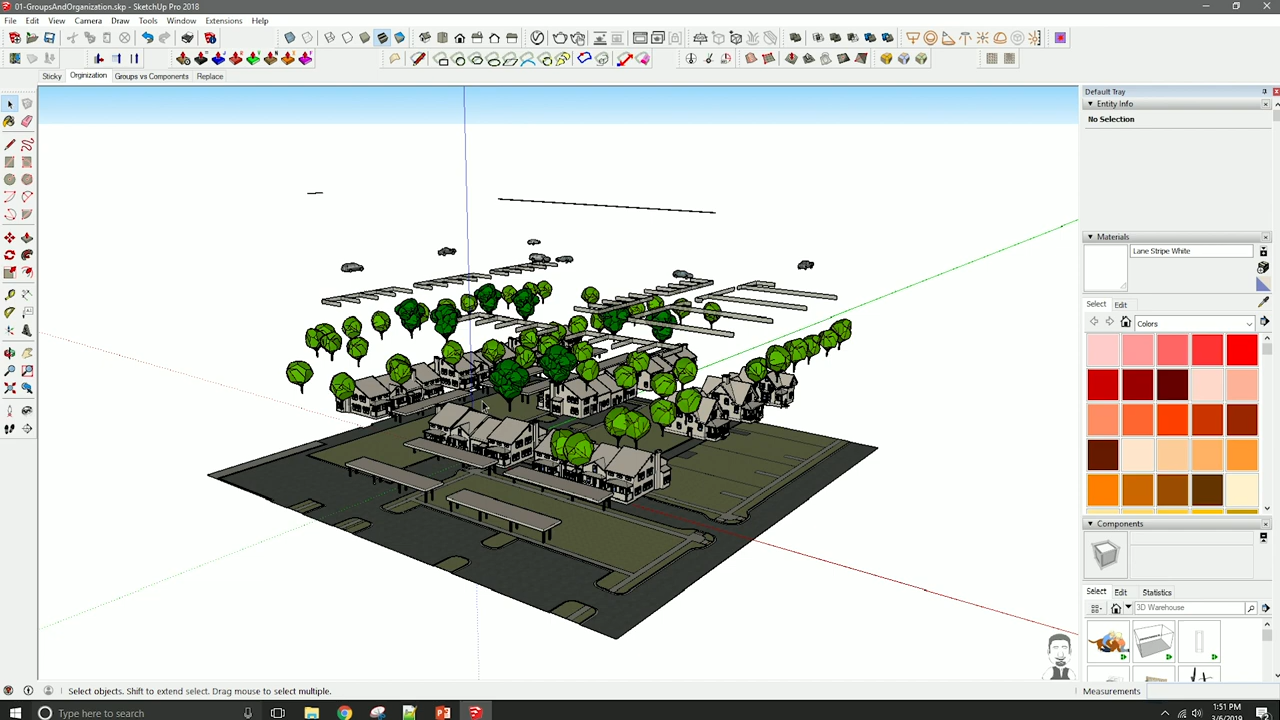 01-GroupsAndOrganization.skp - SketchUp Pro 2018
File Edit View Camera Draw Tools Window Extensions Help
Sticky Orginization Groups vs Components Replace
Default Tray
Entity Info
No Selection
Materials
Lane Stripe White
Select Edit
Colors
Components
Select Edit Statistics
3D Warehouse
Select objects. Shift to extend select. Drag mouse to select multiple.
Measurements
Type here to search
1:51 PM
3/6/2019